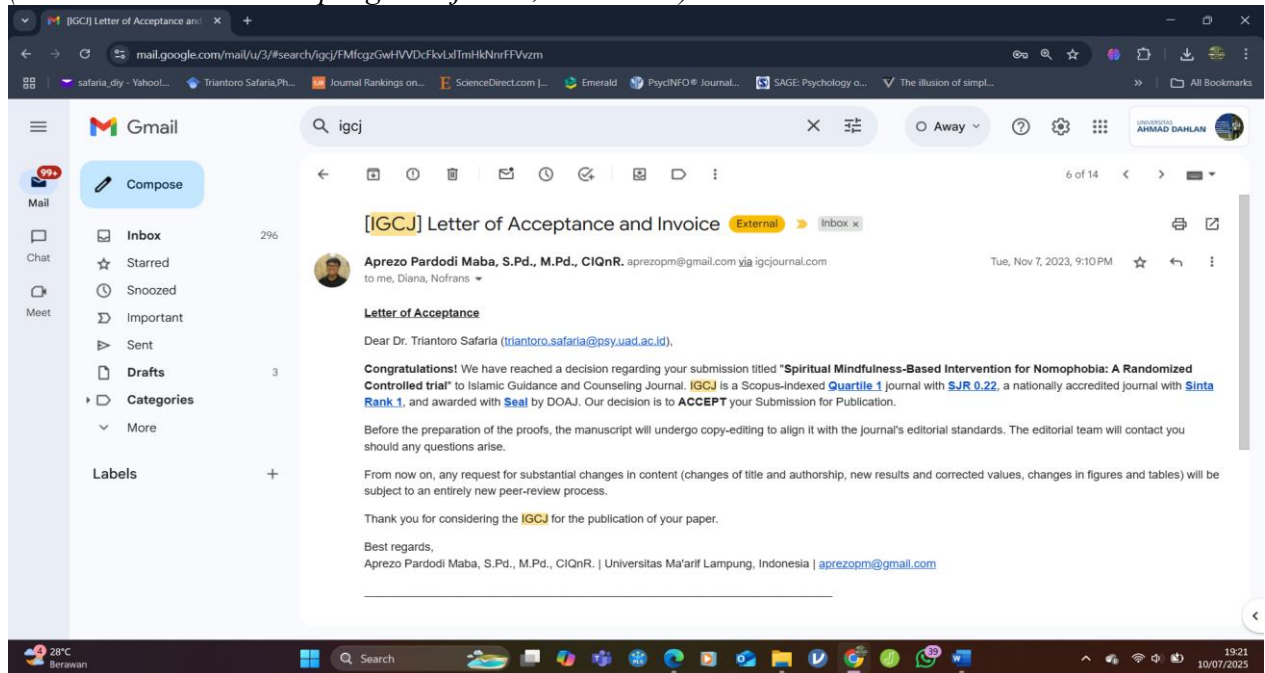 [IGCJ] Letter of Acceptance and
mail.google.com/mail/u/3/#search/igcj/FMfcgzGwHVVDcFkvLxlTmHkNnrFFVvzm
safaria_diy - Yahoo!...
Triantoro Safaria,Ph...
Journal Rankings on...
ScienceDirect.com |...
Emerald
PsycINFO® Journal...
SAGE: Psychology o...
The illusion of simpl...
All Bookmarks
Gmail
igcj
Away
UNIVERSITAS
AHMAD DAHLAN
99+
Mail
Chat
Meet
Compose
Inbox 296
Starred
Snoozed
Important
Sent
Drafts 3
Categories
More
Labels
6 of 14
[IGCJ] Letter of Acceptance and Invoice External Inbox x
Aprezo Pardodi Maba, S.Pd., M.Pd., CIQnR. aprezopm@gmail.com via igcjournal.com Tue, Nov 7, 2023, 9:10 PM
to me, Diana, Nofrans
Letter of Acceptance
Dear Dr. Triantoro Safaria (triantoro.safaria@psy.uad.ac.id),
Congratulations! We have reached a decision regarding your submission titled "Spiritual Mindfulness-Based Intervention for Nomophobia: A Randomized
Controlled trial" to Islamic Guidance and Counseling Journal. IGCJ is a Scopus-indexed Quartile 1 journal with SJR 0.22, a nationally accredited journal with Sinta
Rank 1, and awarded with Seal by DOAJ. Our decision is to ACCEPT your Submission for Publication.
Before the preparation of the proofs, the manuscript will undergo copy-editing to align it with the journal's editorial standards. The editorial team will contact you
should any questions arise.
From now on, any request for substantial changes in content (changes of title and authorship, new results and corrected values, changes in figures and tables) will be
subject to an entirely new peer-review process.
Thank you for considering the IGCJ for the publication of your paper.
Best regards,
Aprezo Pardodi Maba, S.Pd., M.Pd., CIQnR. | Universitas Ma'arif Lampung, Indonesia | aprezopm@gmail.com
28°C
Berawan
Search
39
19:21
10/07/2025